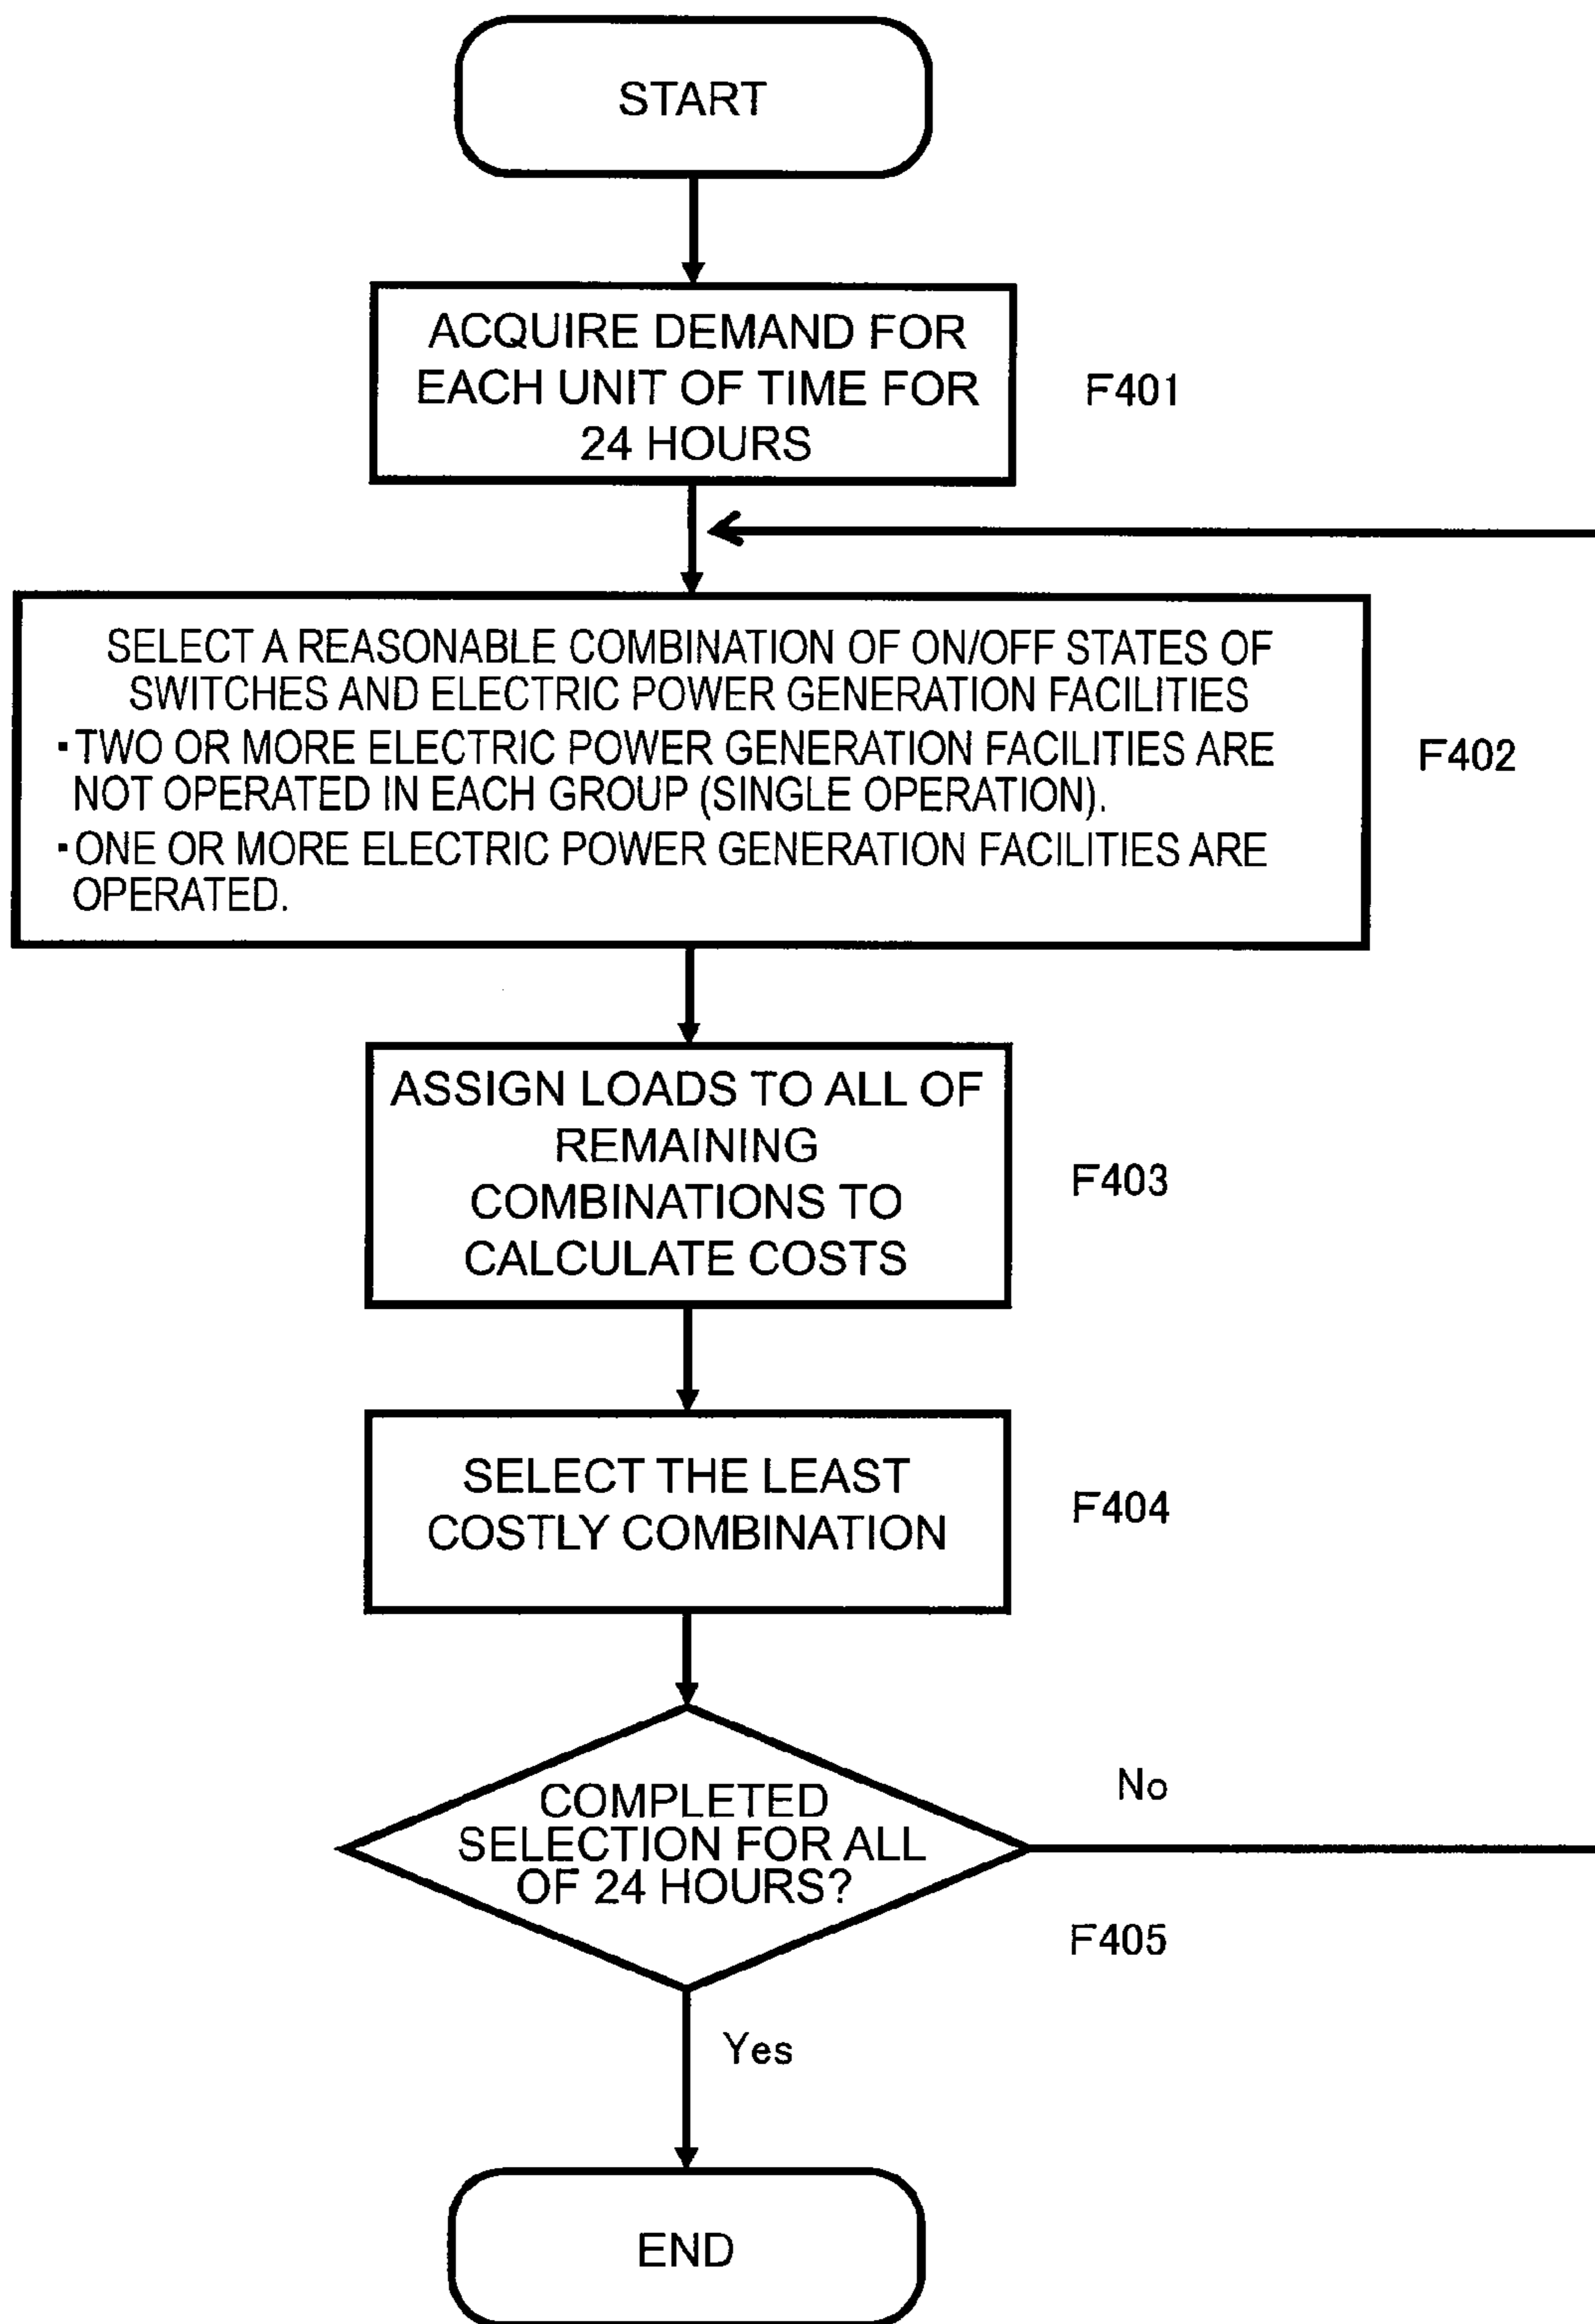 START
ACQUIRE DEMAND FOR
EACH UNIT OF TIME FOR
24 HOURS
F401
SELECT A REASONABLE COMBINATION OF ON/OFF STATES OF
SWITCHES AND ELECTRIC POWER GENERATION FACILITIES
▪TWO OR MORE ELECTRIC POWER GENERATION FACILITIES ARE
NOT OPERATED IN EACH GROUP (SINGLE OPERATION).
▪ONE OR MORE ELECTRIC POWER GENERATION FACILITIES ARE
OPERATED.
F402
ASSIGN LOADS TO ALL OF
REMAINING
COMBINATIONS TO
CALCULATE COSTS
F403
SELECT THE LEAST
COSTLY COMBINATION
F404
COMPLETED
SELECTION FOR ALL
OF 24 HOURS?
No
F405
Yes
END